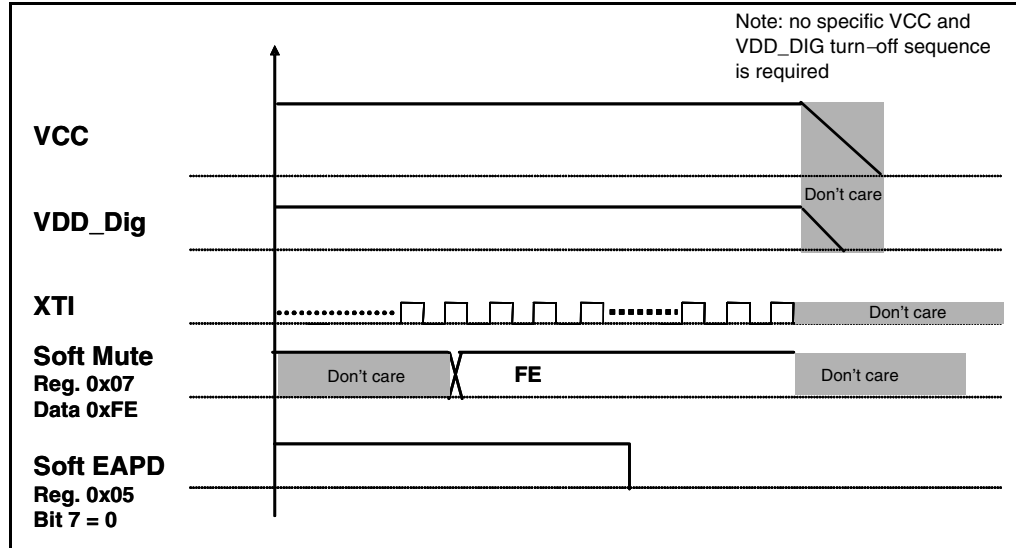 Note: no specific VCC and
VDD_DIG turn–off sequence
is required
VCC
Don't care
VDD_Dig
XTI
Don't care
Soft Mute
Reg. 0x07
Data 0xFE
Don't care
FE
Don't care
Soft EAPD
Reg. 0x05
Bit 7 = 0